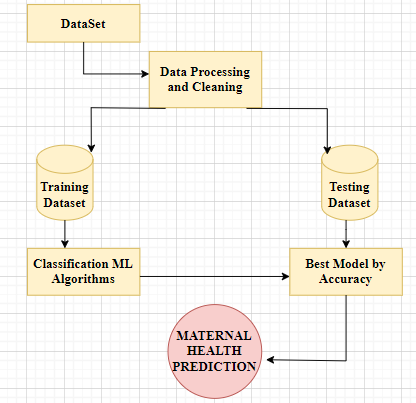 DataSet
Data Processing
and Cleaning
Training
Dataset
Testing
Dataset
Classification ML
Algorithms
Best Model by
Accuracy
MATERNAL
HEALTH
PREDICTION